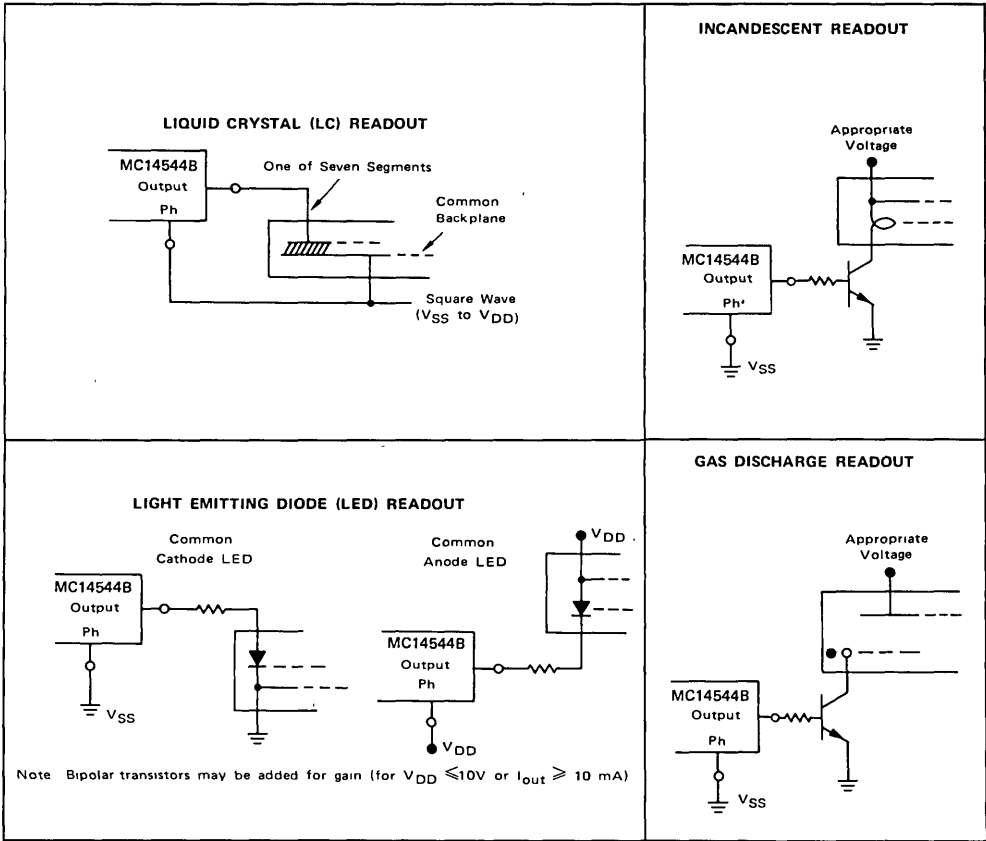 LIQUID CRYSTAL (LC) READOUT
MC14544B
Output
Ph
One of Seven Segments
Common
Backplane
Square Wave
(VSS to VDD)
INCANDESCENT READOUT
Appropriate
Voltage
MC14544B
Output
Ph
VSS
LIGHT EMITTING DIODE (LED) READOUT
Common
Cathode LED
MC14544B
Output
Ph
VSS
Common
Anode LED
VDD
MC14544B
Output
Ph
VDD
Note Bipolar transistors may be added for gain (for VDD ⩽10V or Iout ⩾ 10 mA)
GAS DISCHARGE READOUT
Appropriate
Voltage
MC14544B
Output
Ph
VSS